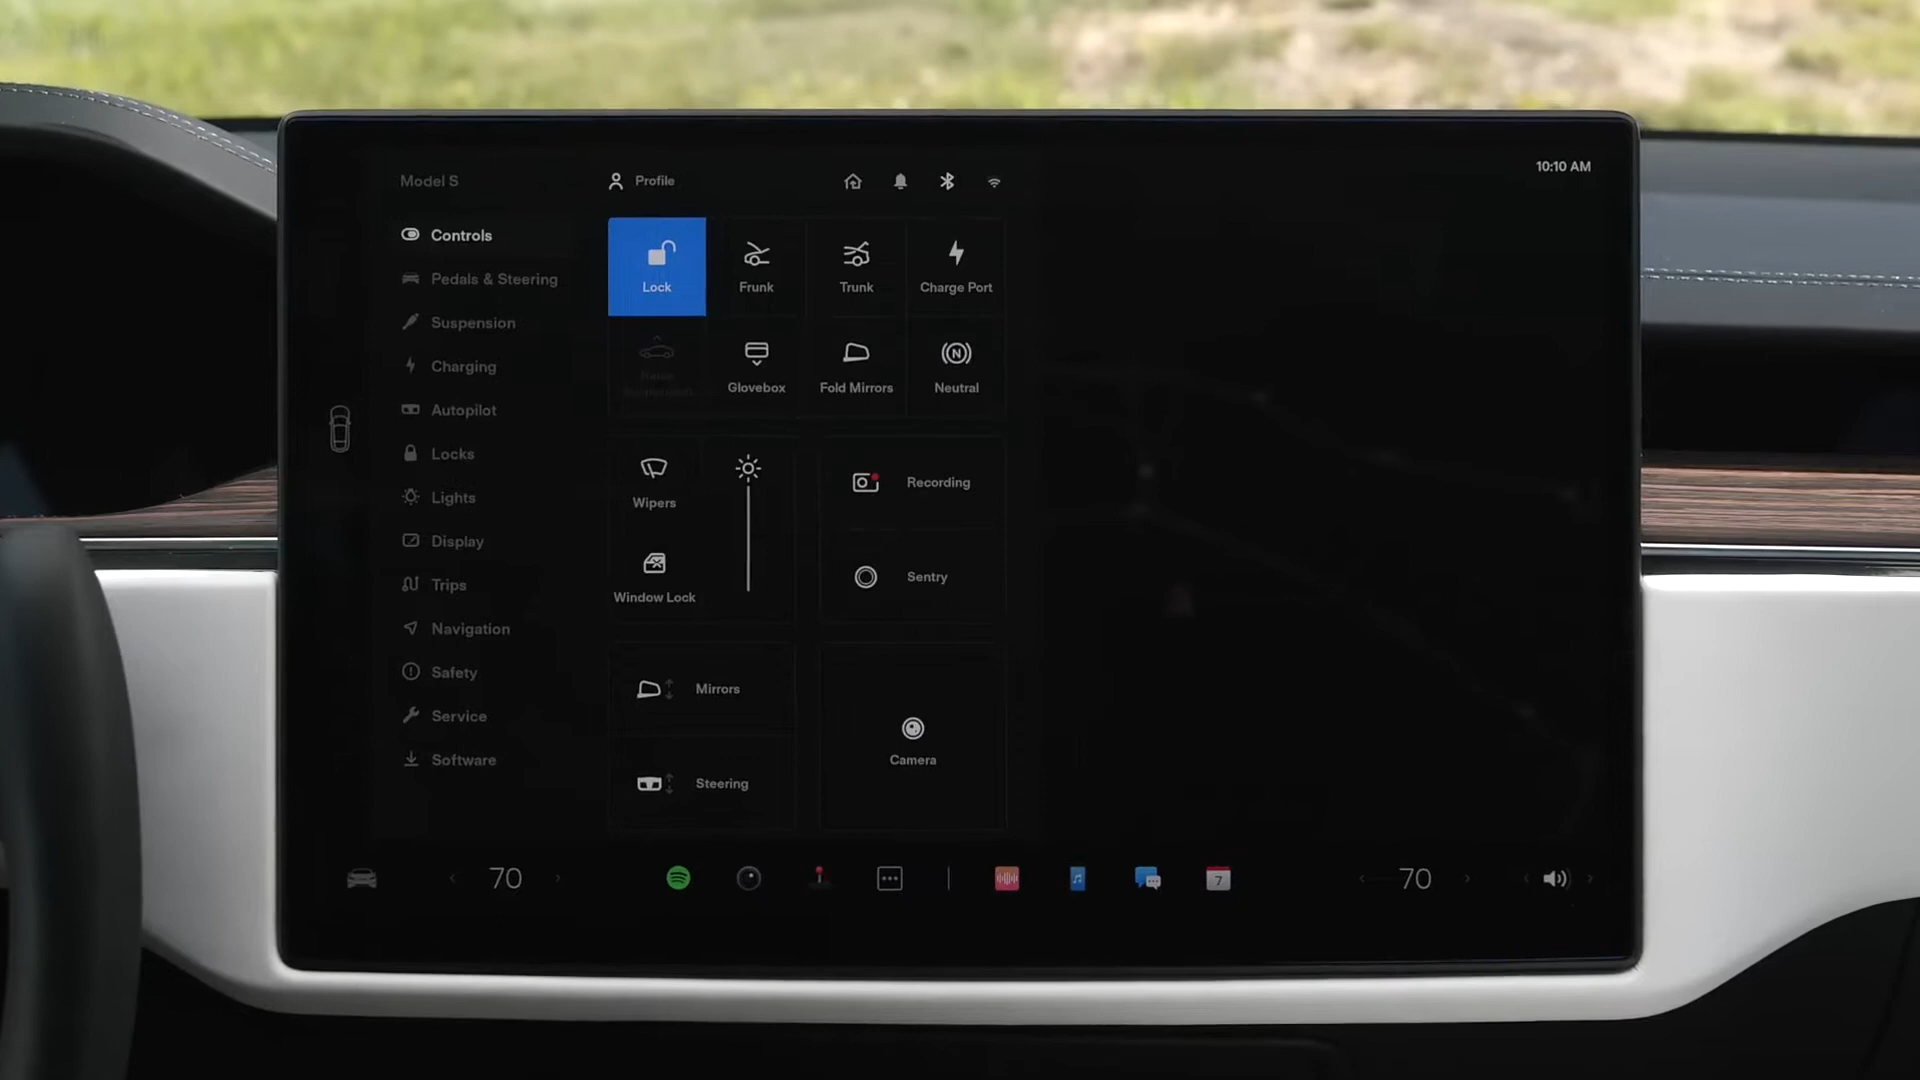 Model S
Profile
10:10 AM
Controls
Pedals & Steering
Suspension
Charging
Autopilot
Locks
Lights
Display
Trips
Navigation
Safety
Service
Software
Lock
Frunk
Trunk
Charge Port
Glovebox
Fold Mirrors
N
Neutral
Wipers
Recording
Window Lock
Sentry
Mirrors
Camera
Steering
70
7
70